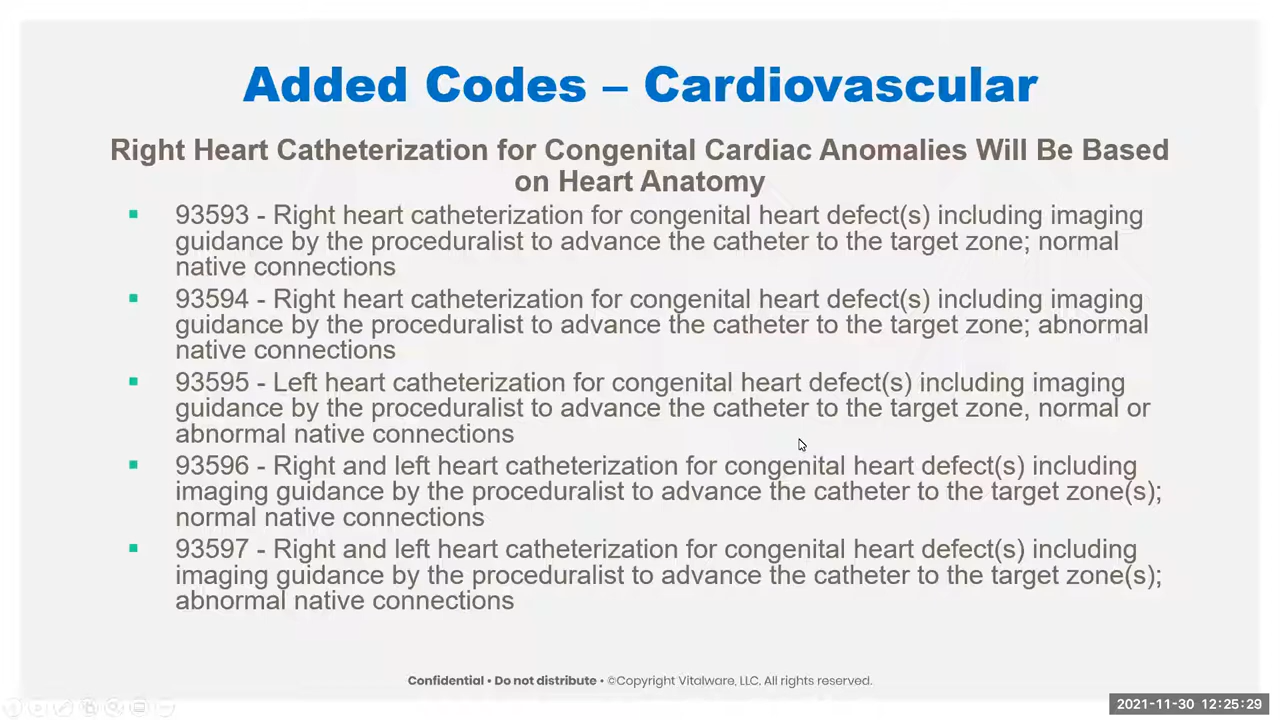 Added Codes – Cardiovascular
Right Heart Catheterization for Congenital Cardiac Anomalies Will Be Based
on Heart Anatomy
▪ 93593 - Right heart catheterization for congenital heart defect(s) including imaging
guidance by the proceduralist to advance the catheter to the target zone; normal
native connections
▪ 93594 - Right heart catheterization for congenital heart defect(s) including imaging
guidance by the proceduralist to advance the catheter to the target zone; abnormal
native connections
▪ 93595 - Left heart catheterization for congenital heart defect(s) including imaging
guidance by the proceduralist to advance the catheter to the target zone, normal or
abnormal native connections
▪ 93596 - Right and left heart catheterization for congenital heart defect(s) including
imaging guidance by the proceduralist to advance the catheter to the target zone(s);
normal native connections
▪ 93597 - Right and left heart catheterization for congenital heart defect(s) including
imaging guidance by the proceduralist to advance the catheter to the target zone(s);
abnormal native connections
Confidential • Do not distribute • ©Copyright Vitalware, LLC. All rights reserved.
2021-11-30 12:25:29